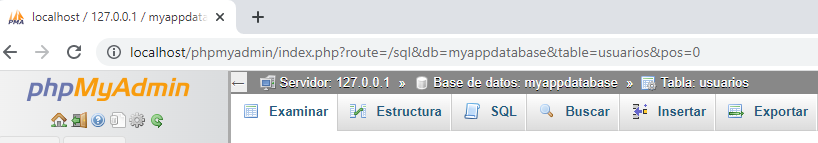 localhost / 127.0.0.1 / myappdata
localhost/phpmyadmin/index.php?route=/sql&db=myappdatabase&table=usuarios&pos=0
phpMyAdmin
Servidor: 127.0.0.1 » Base de datos: myappdatabase » Tabla: usuarios
Examinar Estructura SQL Buscar Insertar Exportar